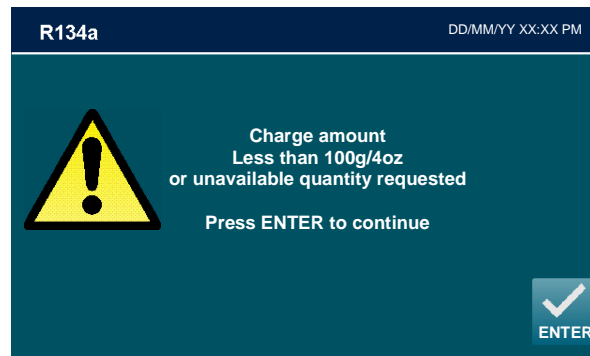 R134a
DD/MM/YY XX:XX PM
Charge amount
Less than 100g/4oz
or unavailable quantity requested
Press ENTER to continue
ENTER